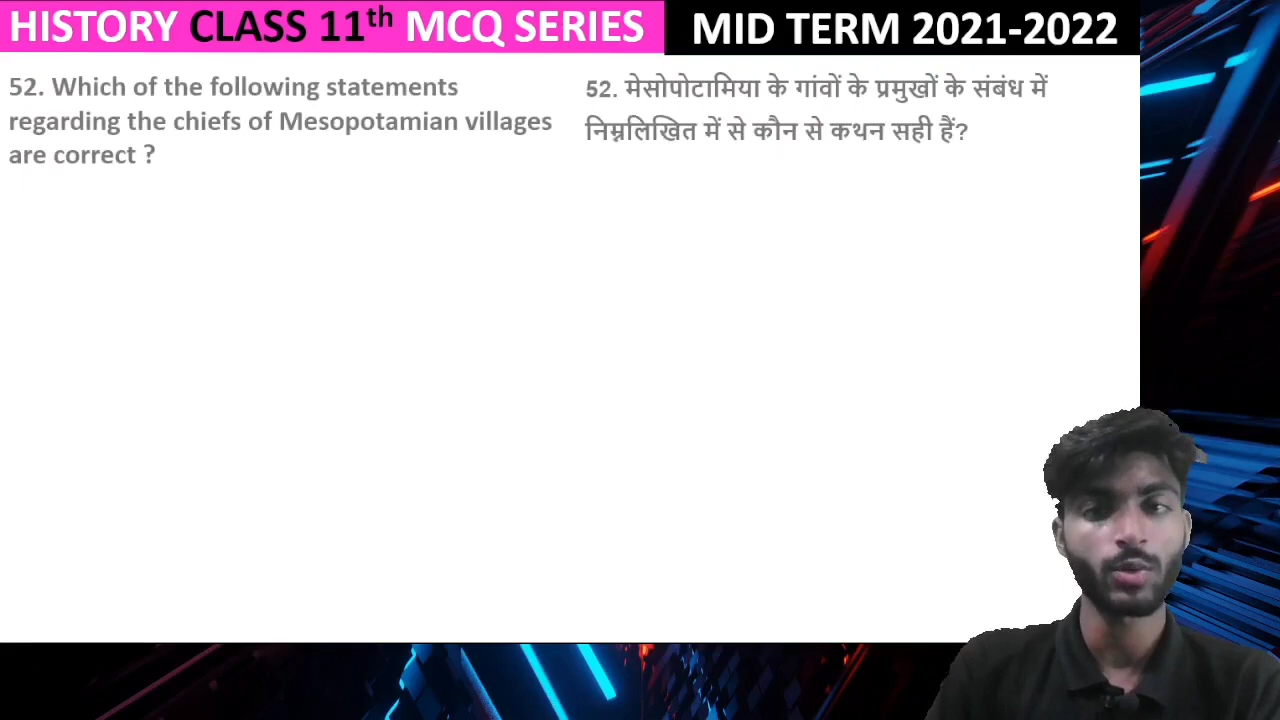 HISTORY CLASS 11th MCQ SERIES
MID TERM 2021-2022
52. Which of the following statements
regarding the chiefs of Mesopotamian villages
are correct ?
52. मेसोपोटामिया के गांवों के प्रमुखों के संबंध में
निम्नलिखित में से कौन से कथन सही हैं?